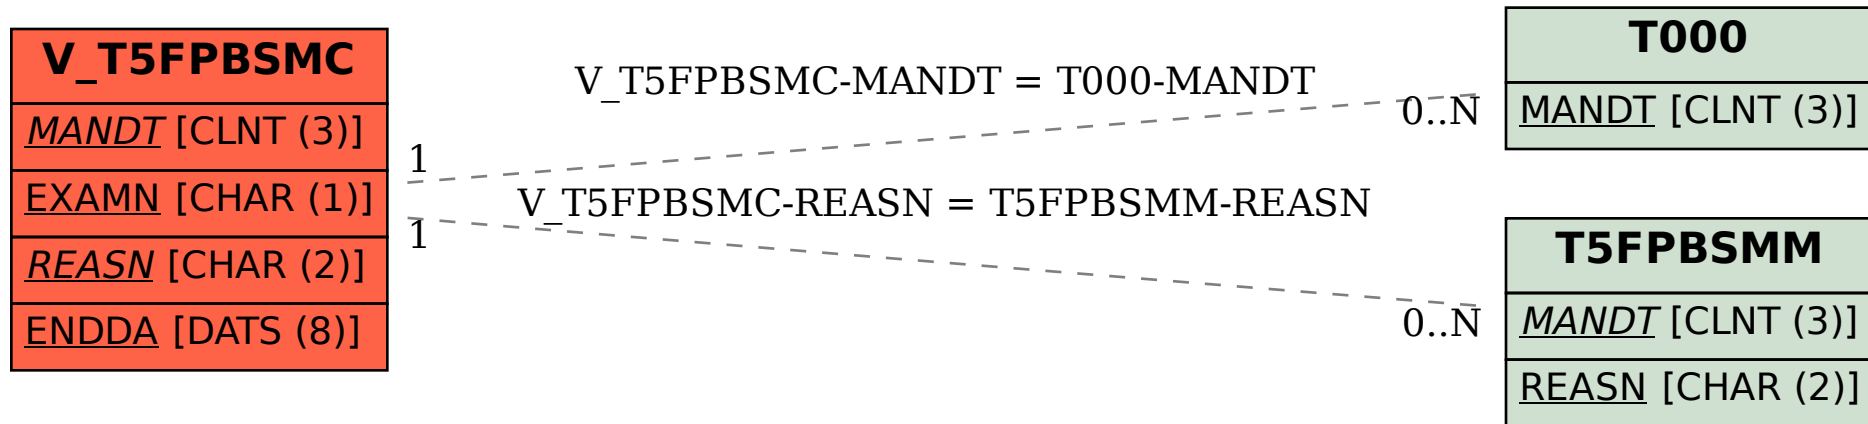 V_T5FPBSMC
MANDT [CLNT (3)]
EXAMN [CHAR (1)]
REASN [CHAR (2)]
ENDDA [DATS (8)]
V_T5FPBSMC-MANDT = T000-MANDT
1
0..N
V_T5FPBSMC-REASN = T5FPBSMM-REASN
1
0..N
T000
MANDT [CLNT (3)]
T5FPBSMM
MANDT [CLNT (3)]
REASN [CHAR (2)]